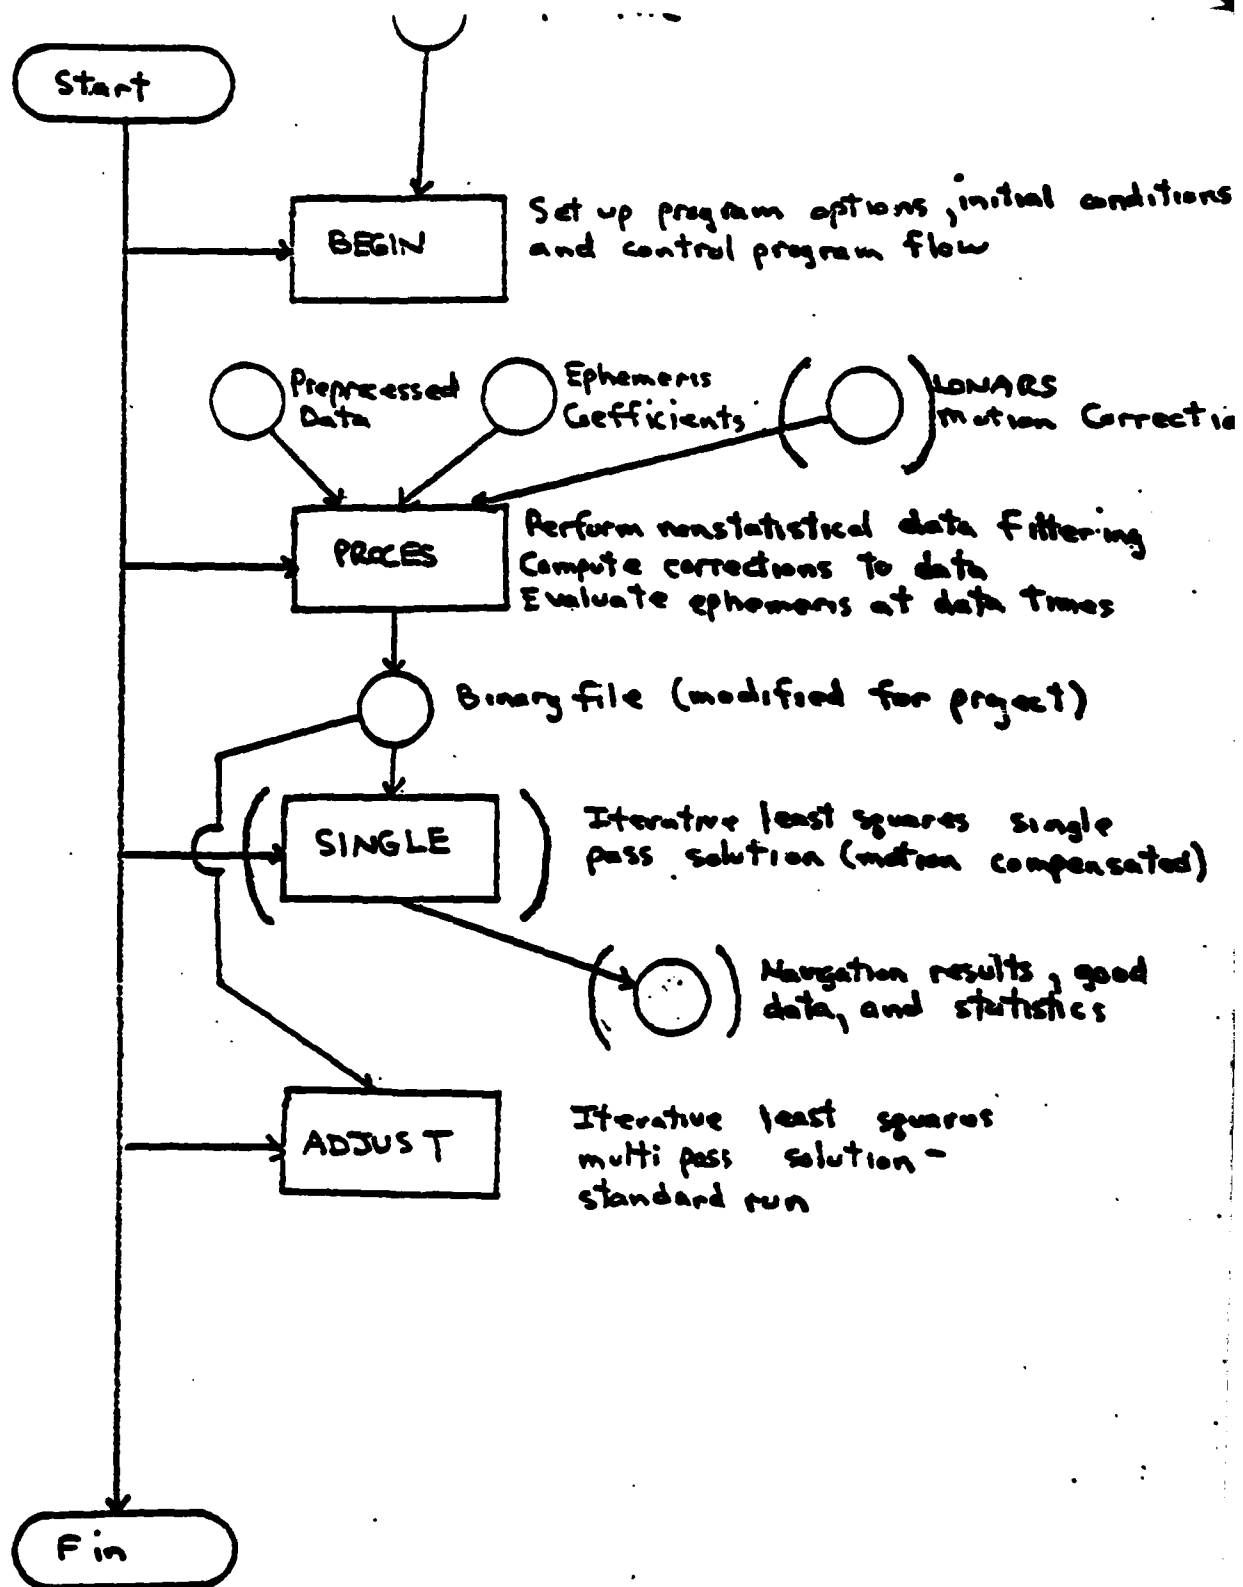 Start
Set up program options, initial conditions
BEGIN
and control program flow
Preprocessed
Data
Ephemeris
Coefficients
LONARS
motion Correctio
Perform nonstatistical data filtering
PROCES
Compute corrections to data
Evaluate ephemeris at data times
Binary file (modified for project)
SINGLE
Iterative least squares single
pass solution (motion compensated)
Navigation results, good
data, and statistics
ADJUST
Iterative least squares
multi pass solution -
standard run
Fin